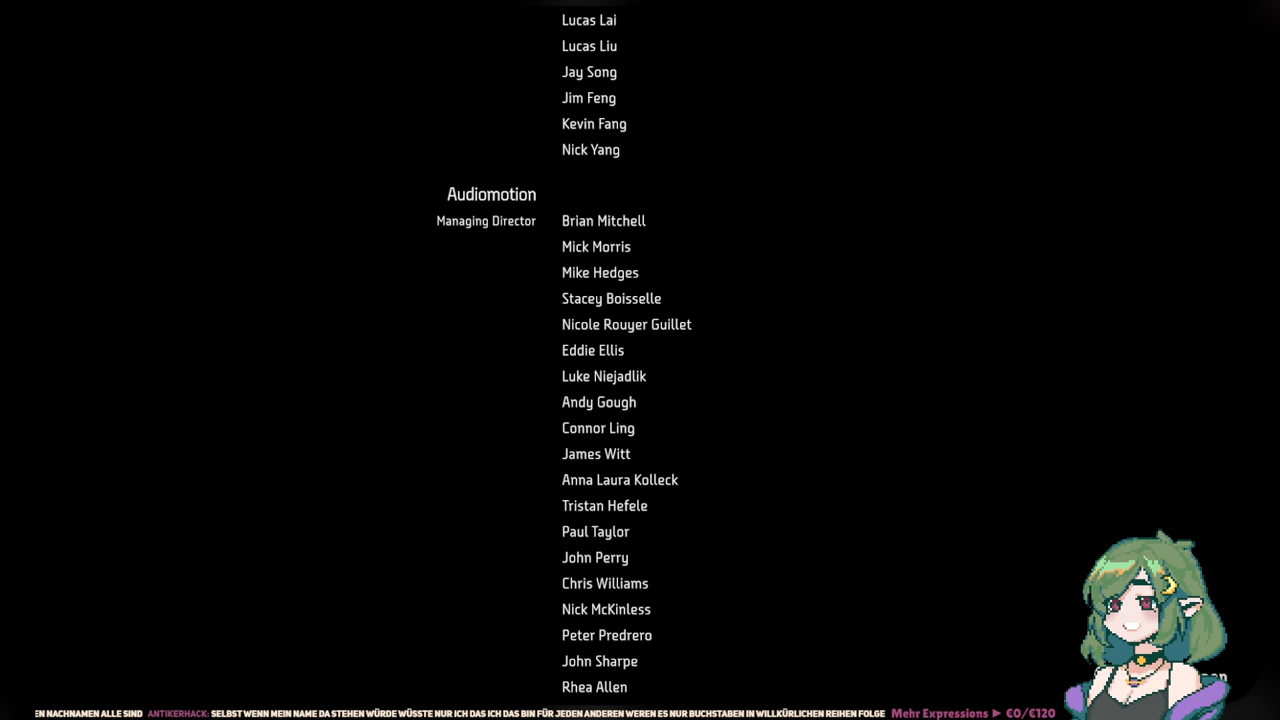 Lucas Lai
Lucas Liu
Jay Song
Jim Feng
Kevin Fang
Nick Yang
Audiomotion
Managing Director Brian Mitchell
Mick Morris
Mike Hedges
Stacey Boisselle
Nicole Rouyer Guillet
Eddie Ellis
Luke Niejadlik
Andy Gough
Connor Ling
James Witt
Anna Laura Kolleck
Tristan Hefele
Paul Taylor
John Perry
Chris Williams
Nick McKinless
Peter Predrero
John Sharpe
Rhea Allen
EN NACHNAMEN ALLE SIND ANTIKERHACK: SELBST WENN MEIN NAME DA STEHEN WÜRDE WÜSSTE NUR ICH DAS ICH DAS BIN FÜR JEDEN ANDEREN WEREN ES NUR BUCHSTABEN IN WILLKÜRLICHEN REIHEN FOLGE Mehr Expressions ► €0/€120